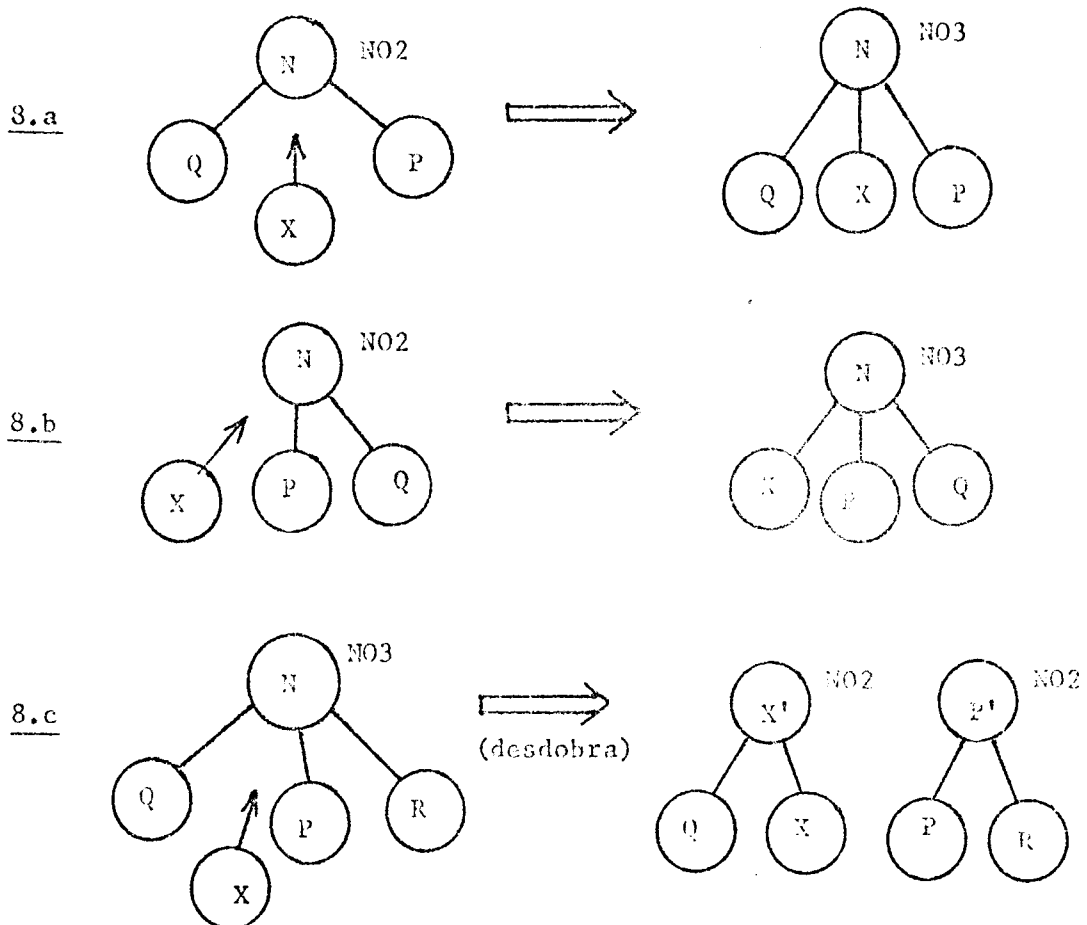 N NO2
N NO3
8.a
Q P
X
Q X P
N NO2
N NO3
8.b
X P Q
X P Q
N NO3
X' NO2 P' NO2
8.c
(desdobra)
Q P R
X
Q X P R